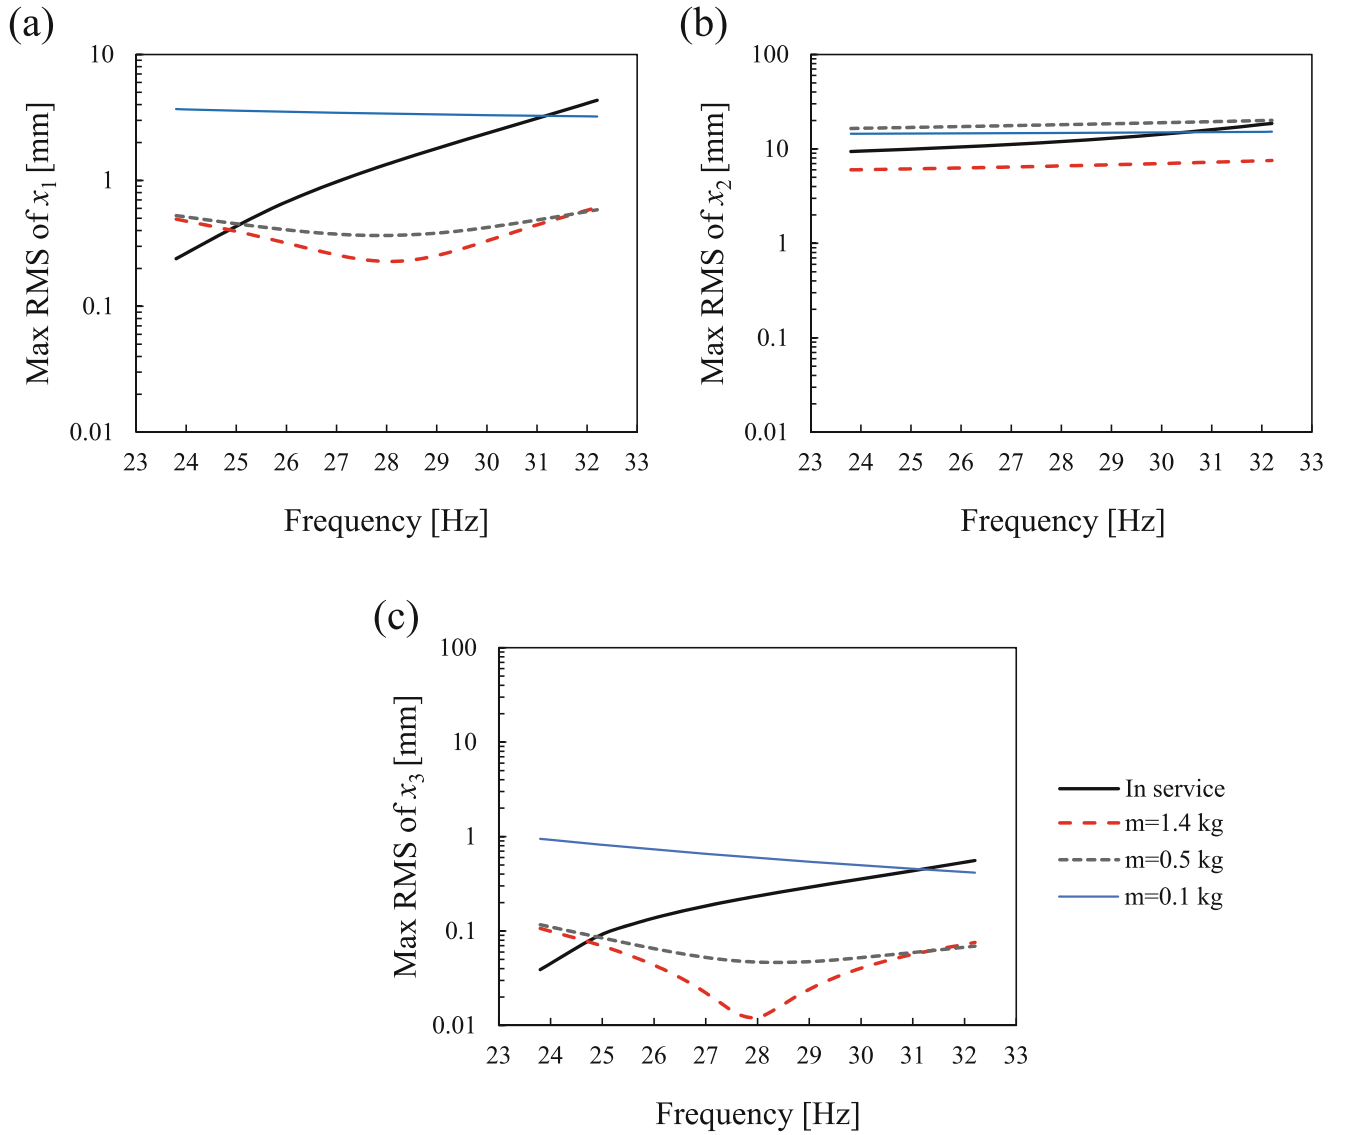 (a)
10
1
0.1
0.01
Max RMS of x1 [mm]
23 24 25 26 27 28 29 30 31 32 33
Frequency [Hz]
(b)
100
10
1
0.1
0.01
Max RMS of x2 [mm]
23 24 25 26 27 28 29 30 31 32 33
Frequency [Hz]
(c)
100
10
1
0.1
0.01
Max RMS of x3 [mm]
23 24 25 26 27 28 29 30 31 32 33
Frequency [Hz]
In service
m=1.4 kg
m=0.5 kg
m=0.1 kg